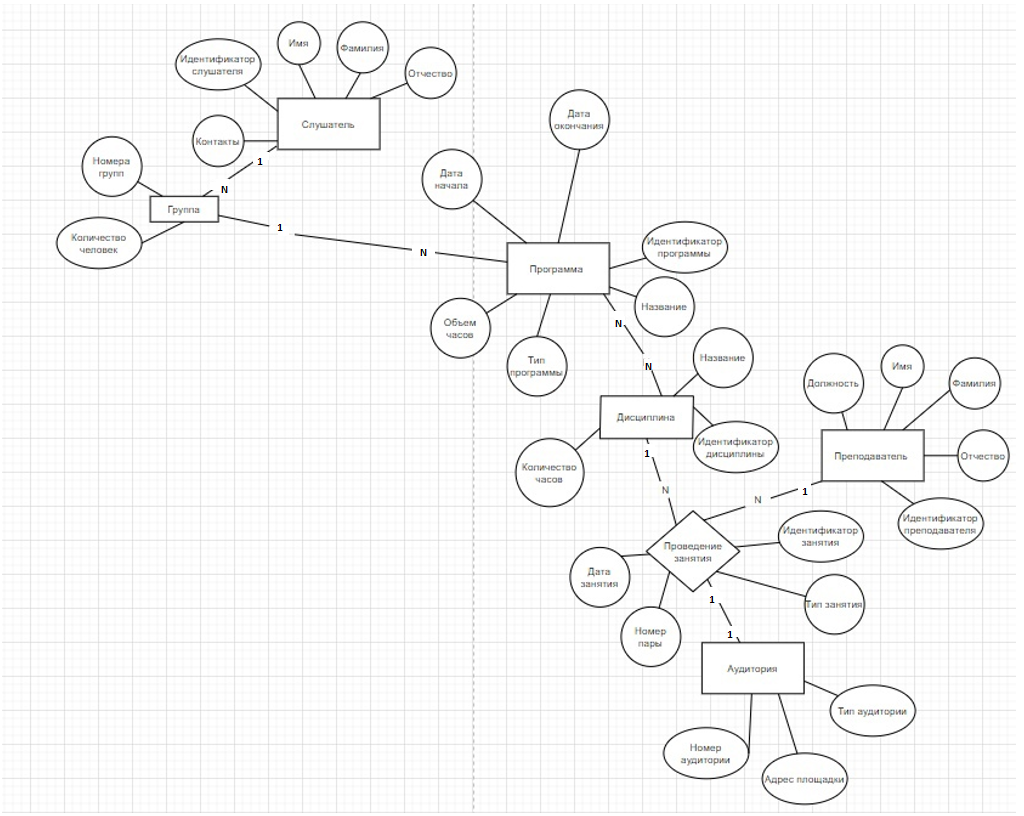 Имя
Фамилия
Идентификатор
слушателя
Отчество
Слушатель
Контакты
1
N
Номера
групп
Группа
Количество
человек
1
N
Дата
окончания
Дата
начала
Программа
Идентификатор
программы
Название
Объем
часов
Тип
программы
N
N
Название
Дисциплина
Идентификатор
дисциплины
Количество
часов
1
N
Должность
Имя
Фамилия
Преподаватель
Отчество
Идентификатор
преподавателя
1
N
Проведение
занятия
Идентификатор
занятия
Дата
занятия
Тип занятия
Номер
пары
1
1
Аудитория
Тип аудитории
Номер
аудитории
Адрес площадки